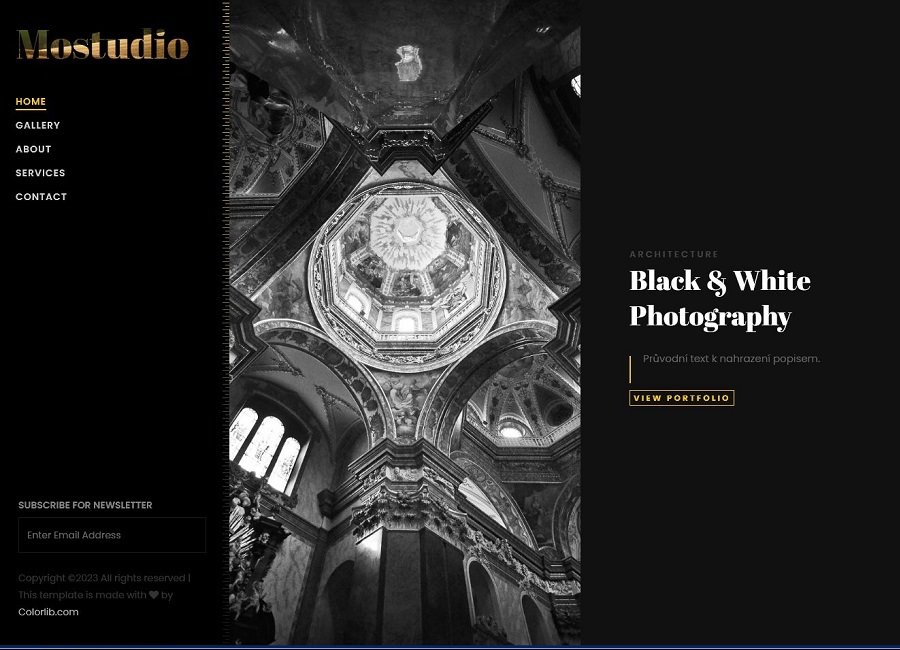 Mostudio
HOME
GALLERY
ABOUT
SERVICES
CONTACT
SUBSCRIBE FOR NEWSLETTER
Enter Email Address
Copyright ©2023 All rights reserved |
This template is made with ♥ by
Colorlib.com
ARCHITECTURE
Black & White
Photography
Průvodní text k nahrazení popisem.
VIEW PORTFOLIO